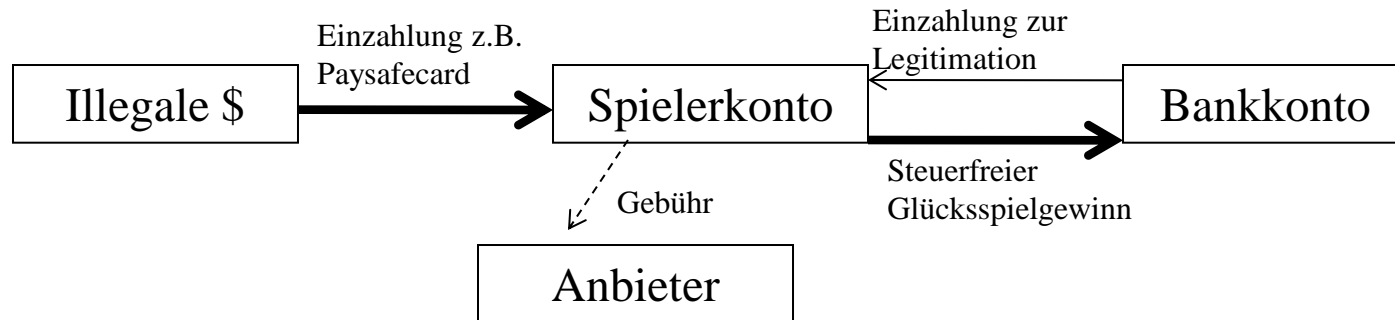 Einzahlung z.B.
Paysafecard
Einzahlung zur
Legitimation
Illegale $
Spielerkonto
Bankkonto
Steuerfreier
Glücksspielgewinn
Gebühr
Anbieter